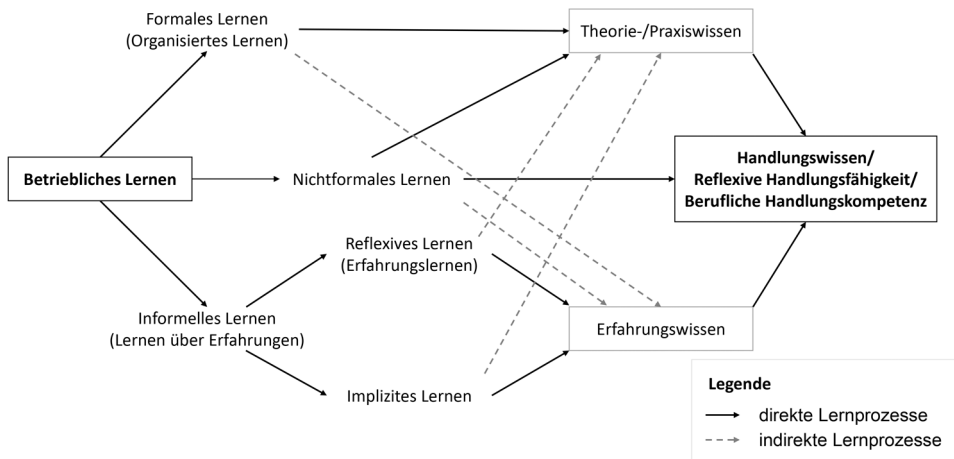 Formales Lernen
(Organisiertes Lernen)
Theorie-/Praxiswissen
Betriebliches Lernen
Nichtformales Lernen
Handlungswissen/
Reflexive Handlungsfähigkeit/
Berufliche Handlungskompetenz
Reflexives Lernen
(Erfahrungslernen)
Informelles Lernen
(Lernen über Erfahrungen)
Erfahrungswissen
Implizites Lernen
Legende
direkte Lernprozesse
indirekte Lernprozesse